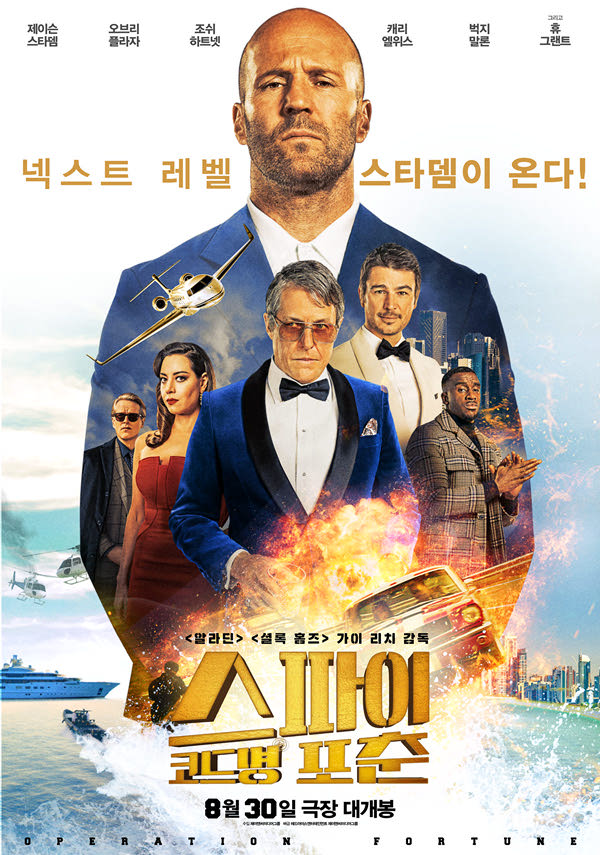 제이슨 스타뎀
오브리 플라자
조쉬 하트넷
캐리 엘위스
벅지 말론
그리고 휴 그랜트
넥스트 레벨 스타뎀이 온다!
<알라딘> <셜록 홈즈> 가이 리치 감독
스파이
코드명 포춘
8월 30일 극장 대개봉
OPERATION FORTUNE